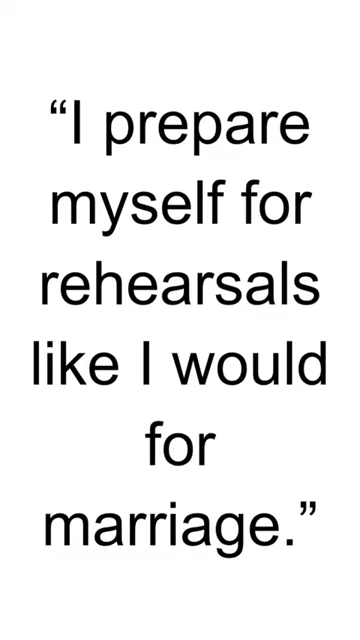 “I prepare
myself for
rehearsals
like I would
for
marriage.”